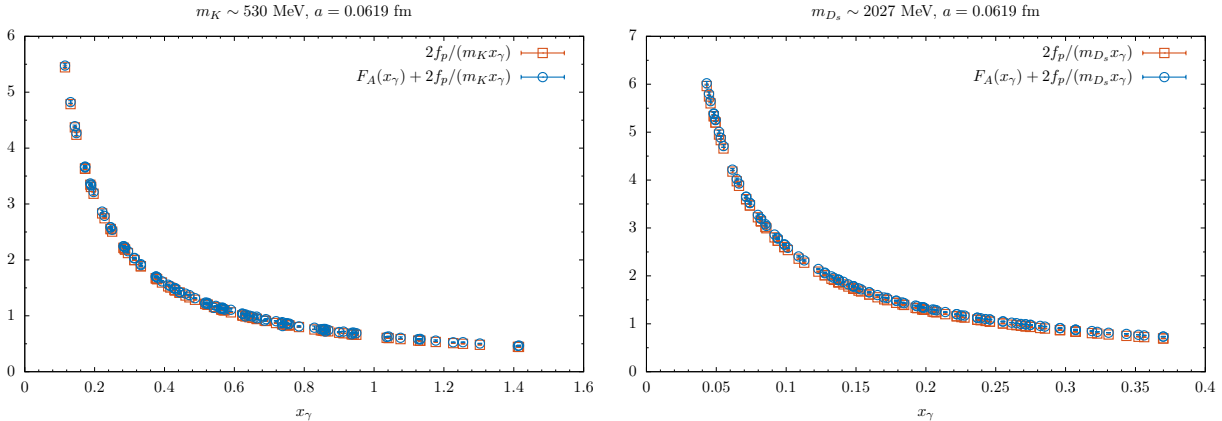 m_K ∼ 530 MeV, a = 0.0619 fm
2f_p/(m_K x_γ)
F_A(x_γ) + 2f_p/(m_K x_γ)
6
5
4
3
2
1
0
0 0.2 0.4 0.6 0.8 1 1.2 1.4 1.6
x_γ
m_{D_s} ∼ 2027 MeV, a = 0.0619 fm
2f_p/(m_{D_s} x_γ)
F_A(x_γ) + 2f_p/(m_{D_s} x_γ)
7
6
5
4
3
2
1
0
0 0.05 0.1 0.15 0.2 0.25 0.3 0.35 0.4
x_γ